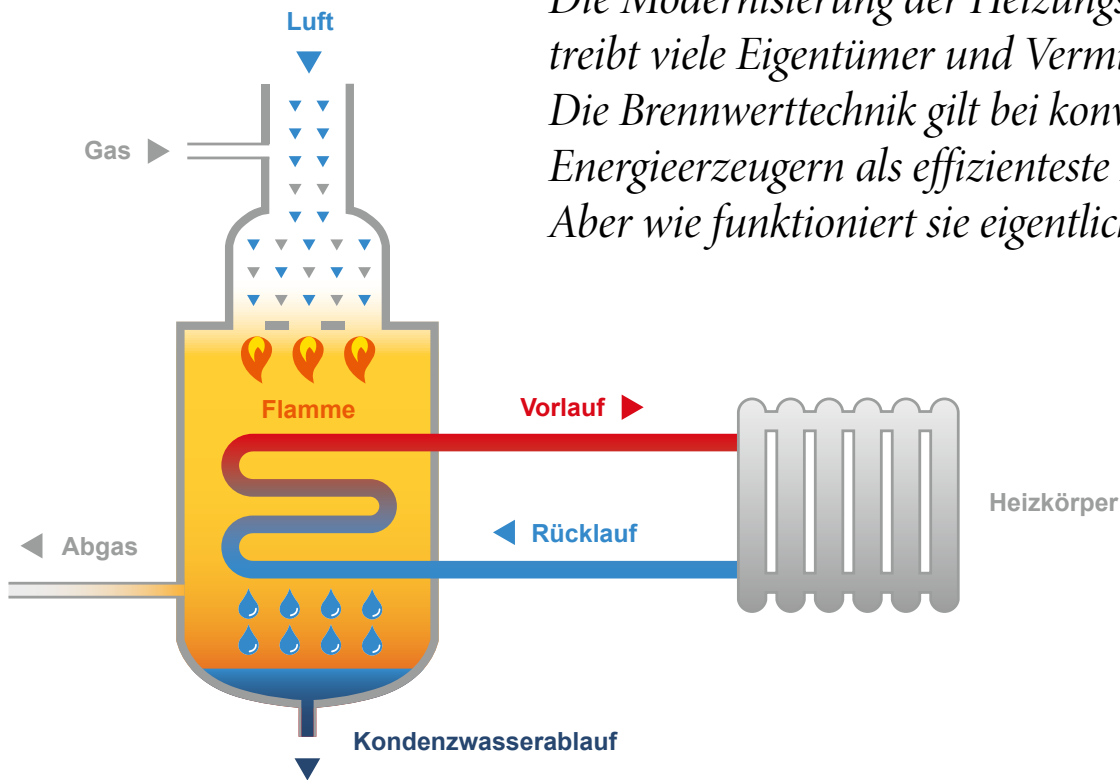 Die Modernisierung der Heizungs
treibt viele Eigentümer und Verm
Die Brennwerttechnik gilt bei konv
Energieerzeugern als effizienteste
Aber wie funktioniert sie eigentlich
Luft
Gas
Flamme
Vorlauf
Heizkörper
Rücklauf
Abgas
Kondenzwasserablauf